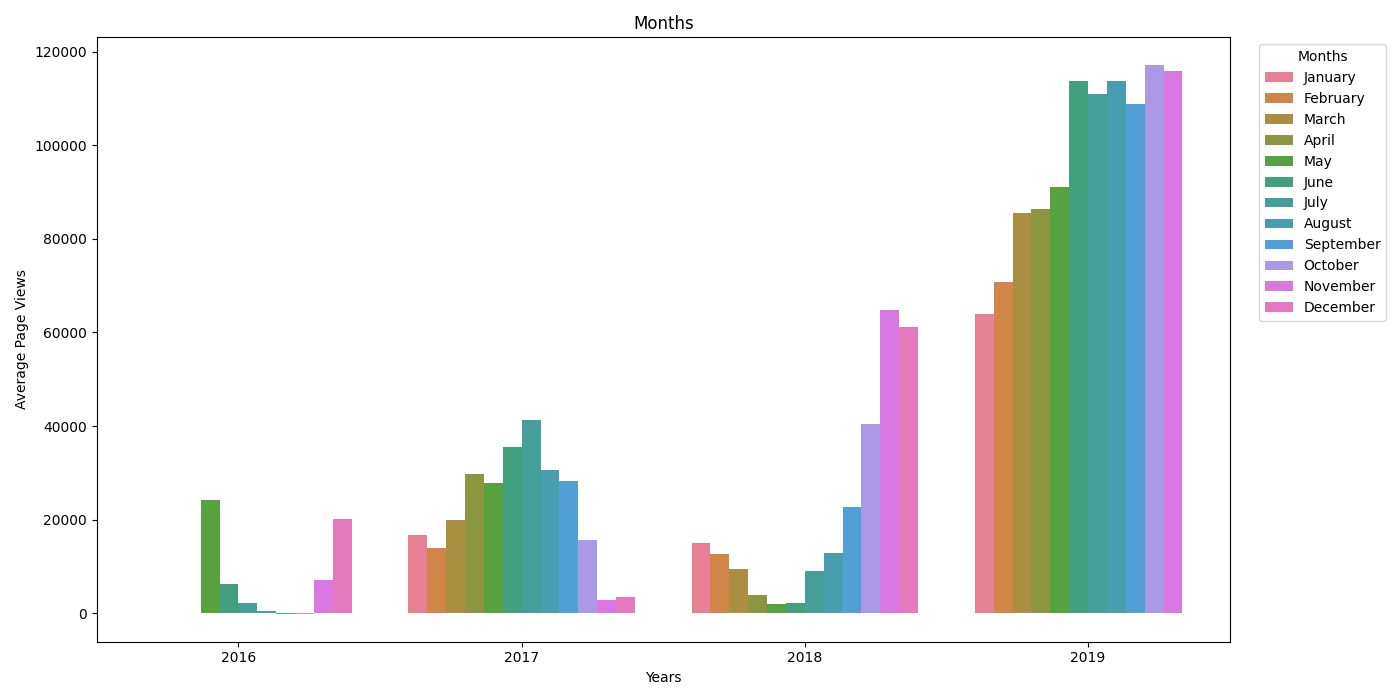 Months
120000
100000
80000
60000
40000
20000
0
Average Page Views
2016 2017 2018 2019
Years
Months
January
February
March
April
May
June
July
August
September
October
November
December